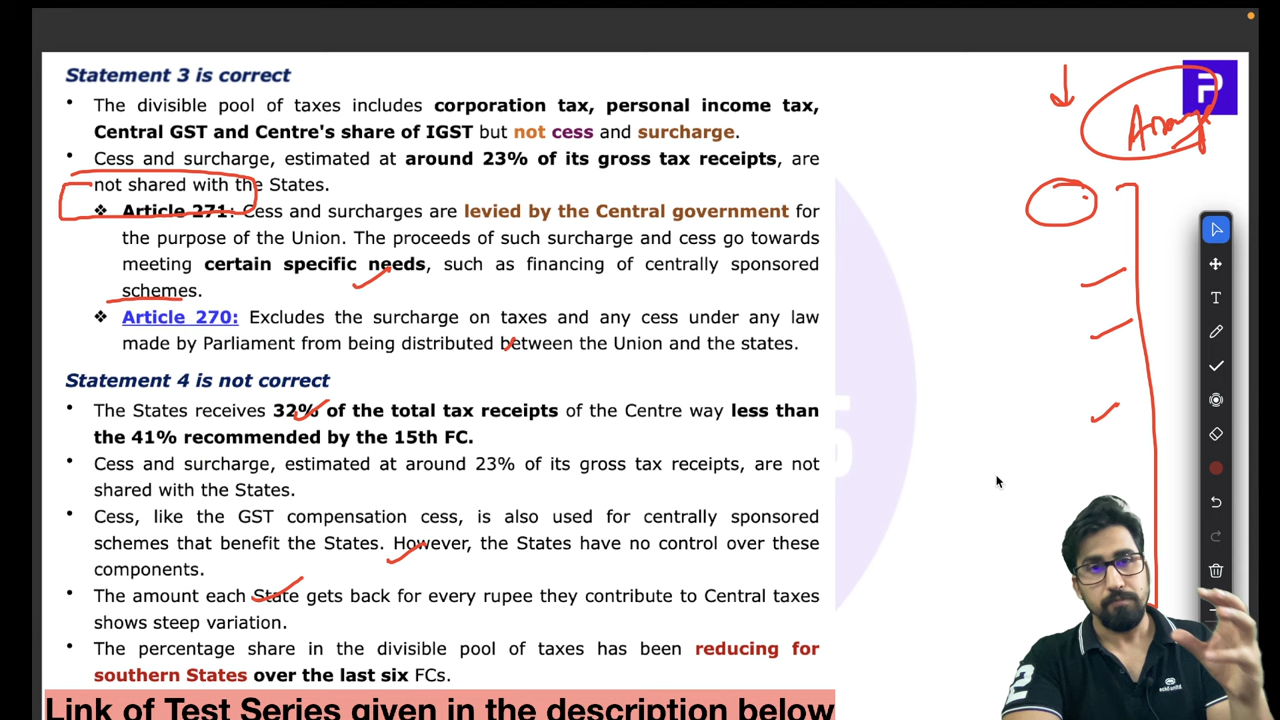 Statement 3 is correct
• The divisible pool of taxes includes corporation tax, personal income tax,
Central GST and Centre's share of IGST but not cess and surcharge.
• Cess and surcharge, estimated at around 23% of its gross tax receipts, are
not shared with the States.
❖ Article 271: Cess and surcharges are levied by the Central government for
the purpose of the Union. The proceeds of such surcharge and cess go towards
meeting certain specific needs, such as financing of centrally sponsored
schemes.
❖ Article 270: Excludes the surcharge on taxes and any cess under any law
made by Parliament from being distributed between the Union and the states.
Statement 4 is not correct
• The States receives 32% of the total tax receipts of the Centre way less than
the 41% recommended by the 15th FC.
• Cess and surcharge, estimated at around 23% of its gross tax receipts, are not
shared with the States.
• Cess, like the GST compensation cess, is also used for centrally sponsored
schemes that benefit the States. However, the States have no control over these
components.
• The amount each State gets back for every rupee they contribute to Central taxes
shows steep variation.
• The percentage share in the divisible pool of taxes has been reducing for
southern States over the last six FCs.
Link of Test Series given in the description below